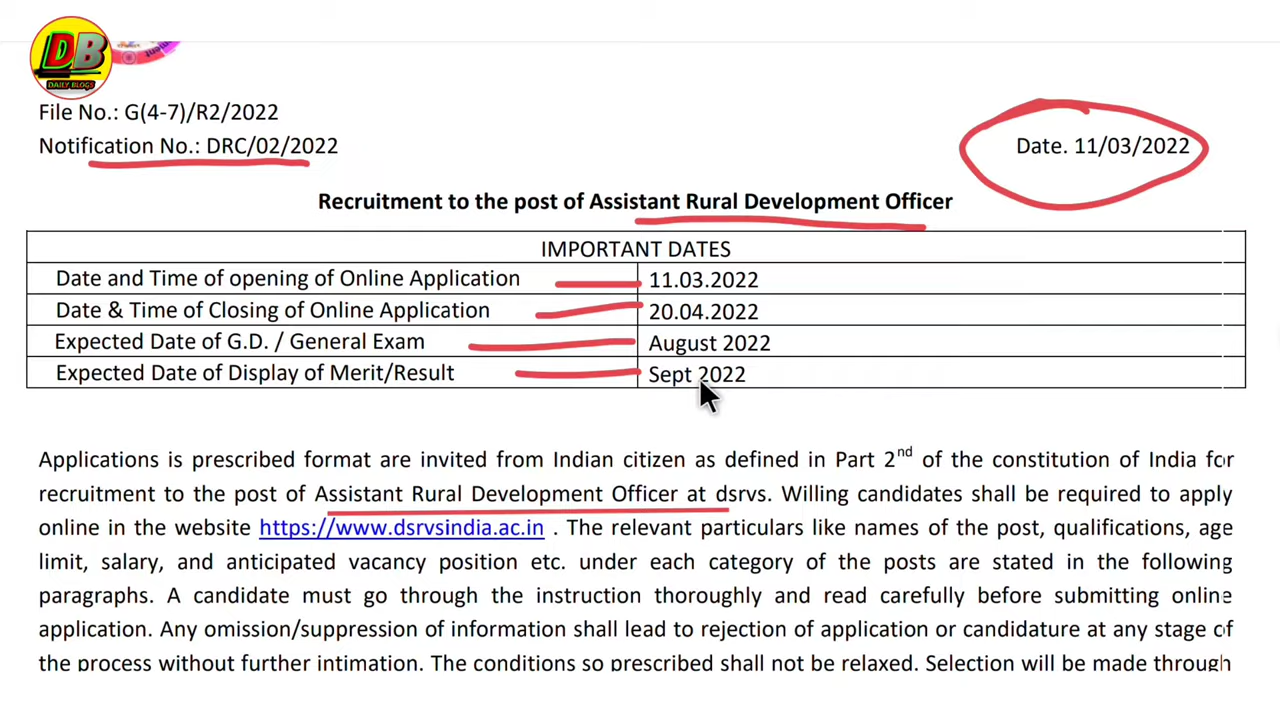 DB
DAILY BLOGS
File No.: G(4-7)/R2/2022
Notification No.: DRC/02/2022
Date. 11/03/2022
Recruitment to the post of Assistant Rural Development Officer
IMPORTANT DATES
Date and Time of opening of Online Application 11.03.2022
Date & Time of Closing of Online Application 20.04.2022
Expected Date of G.D. / General Exam August 2022
Expected Date of Display of Merit/Result Sept 2022
Applications is prescribed format are invited from Indian citizen as defined in Part 2nd of the constitution of India for
recruitment to the post of Assistant Rural Development Officer at dsrvs. Willing candidates shall be required to apply
online in the website https://www.dsrvsindia.ac.in . The relevant particulars like names of the post, qualifications, age
limit, salary, and anticipated vacancy position etc. under each category of the posts are stated in the following
paragraphs. A candidate must go through the instruction thoroughly and read carefully before submitting online
application. Any omission/suppression of information shall lead to rejection of application or candidature at any stage of
the process without further intimation. The conditions so prescribed shall not be relaxed. Selection will be made through